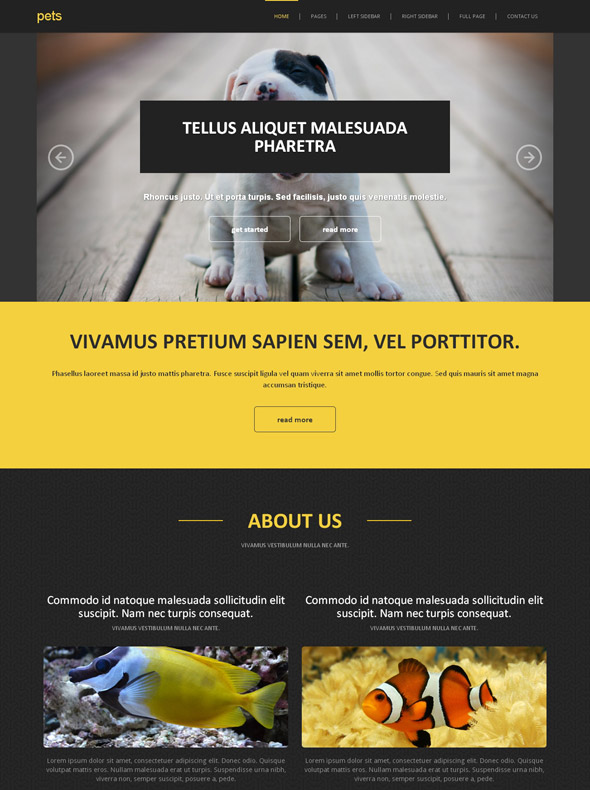 pets
HOME | PAGES | LEFT SIDEBAR | RIGHT SIDEBAR | FULL PAGE | CONTACT US
TELLUS ALIQUET MALESUADA
PHARETRA
Rhoncus justo. Ut et porta turpis. Sed facilisis, justo quis venenatis molestie.
get started
read more
VIVAMUS PRETIUM SAPIEN SEM, VEL PORTTITOR.
Phasellus laoreet massa id justo mattis pharetra. Fusce suscipit ligula vel quam viverra sit amet mollis tortor congue. Sed quis mauris sit amet magna
accumsan tristique.
read more
ABOUT US
VIVAMUS VESTIBULUM NULLA NEC ANTE.
Commodo id natoque malesuada sollicitudin elit
suscipit. Nam nec turpis consequat.
VIVAMUS VESTIBULUM NULLA NEC ANTE.
Lorem ipsum dolor sit amet, consectetuer adipiscing elit. Donec odio. Quisque
volutpat mattis eros. Nullam malesuada erat ut turpis. Suspendisse urna nibh,
viverra non, semper suscipit, posuere a, pede.
Commodo id natoque malesuada sollicitudin elit
suscipit. Nam nec turpis consequat.
VIVAMUS VESTIBULUM NULLA NEC ANTE.
Lorem ipsum dolor sit amet, consectetuer adipiscing elit. Donec odio. Quisque
volutpat mattis eros. Nullam malesuada erat ut turpis. Suspendisse urna nibh,
viverra non, semper suscipit, posuere a, pede.